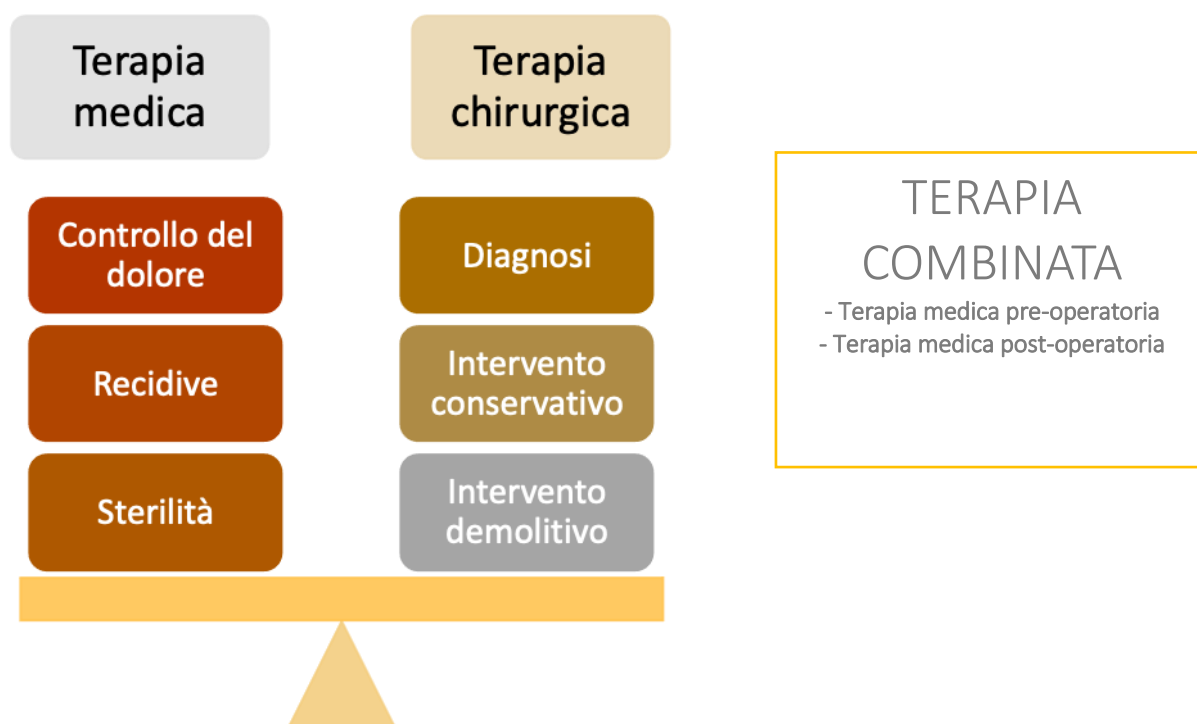 Terapia
medica
Controllo del
dolore
Recidive
Sterilità
Terapia
chirurgica
Diagnosi
Intervento
conservativo
Intervento
demolitivo
TERAPIA
COMBINATA
- Terapia medica pre-operatoria
- Terapia medica post-operatoria